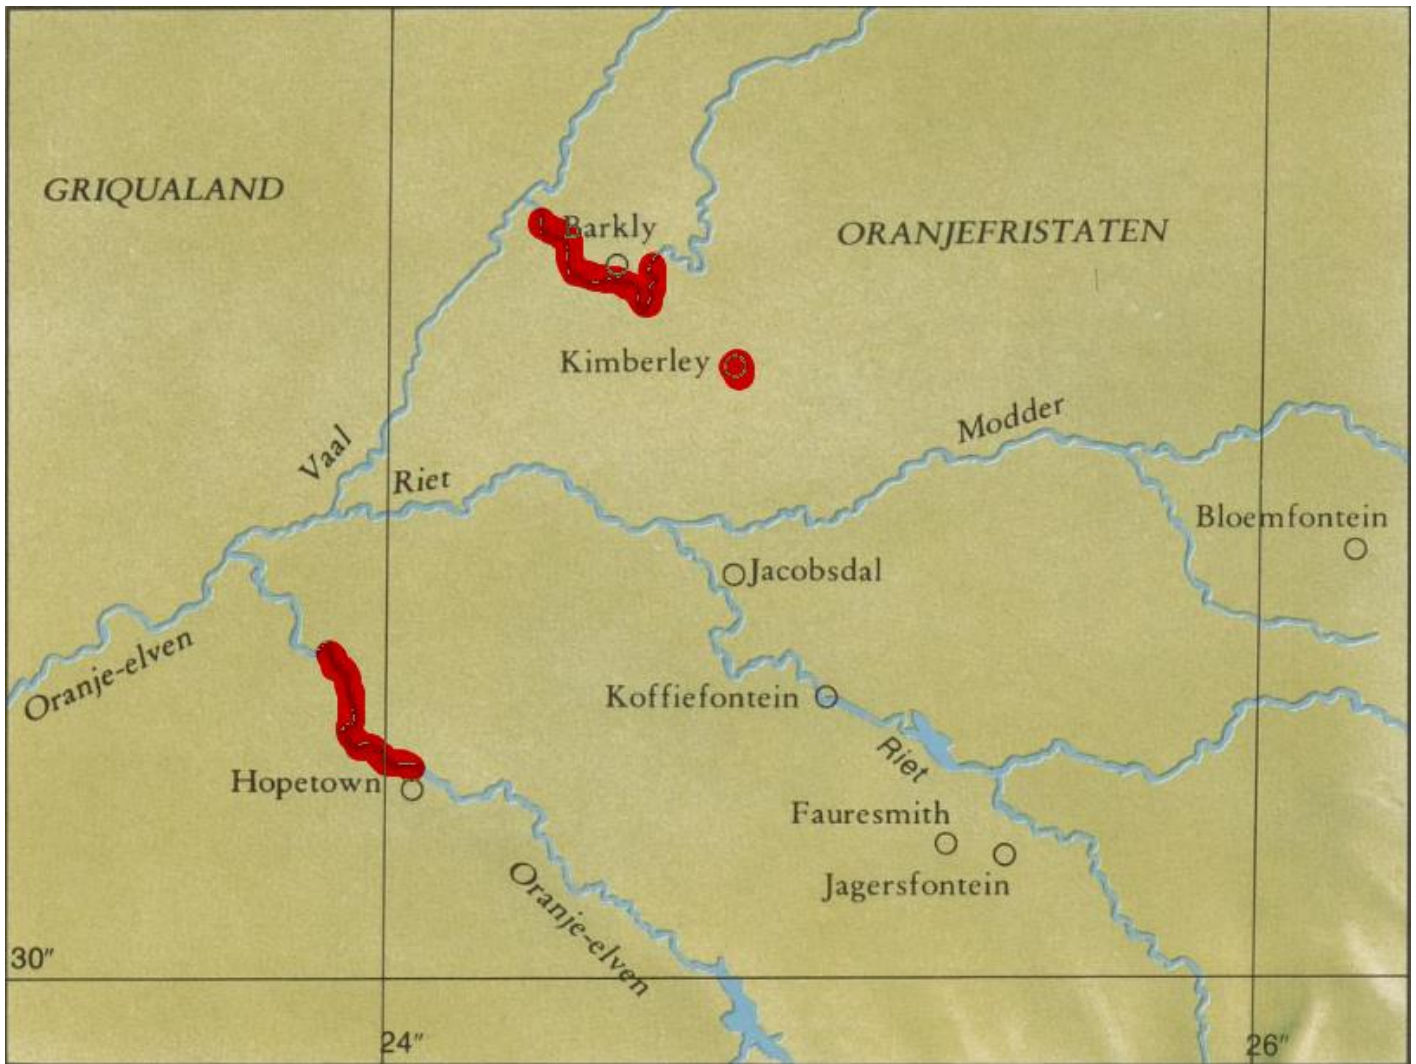 GRIQUALAND
Barkly
ORANJEFRISTATEN
Kimberley
Modder
Vaal
Riet
Bloemfontein
Jacobsdal
Oranje-elven
Koffiefontein
Riet
Hopetown
Fauresmith
Jagersfontein
Oranje-elven
30″
24″
26″